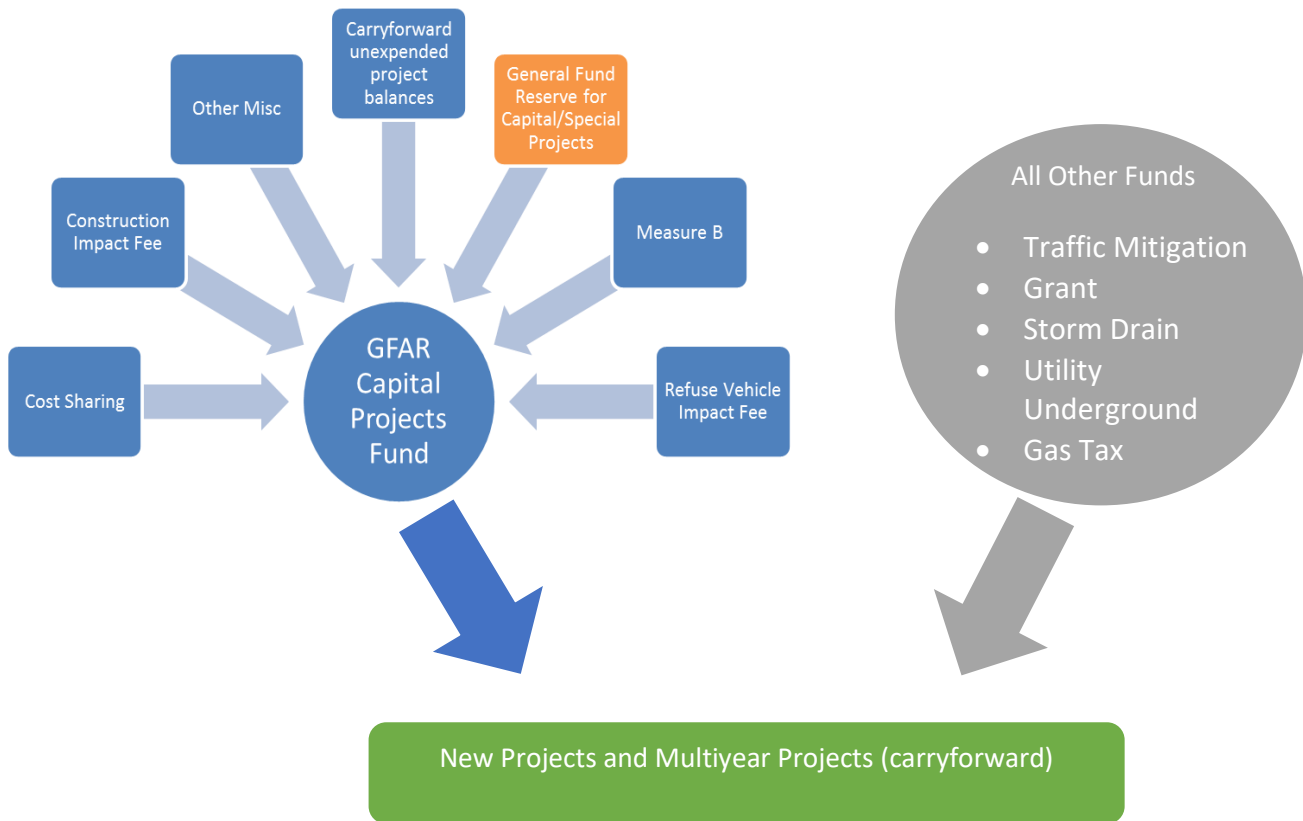 Carryforward
unexpended
project
balances
General Fund
Reserve for
Capital/Special
Projects
Other Misc
Construction
Impact Fee
Measure B
Cost Sharing
GFAR
Capital
Projects
Fund
Refuse Vehicle
Impact Fee
All Other Funds
• Traffic Mitigation
• Grant
• Storm Drain
• Utility
Underground
• Gas Tax
New Projects and Multiyear Projects (carryforward)